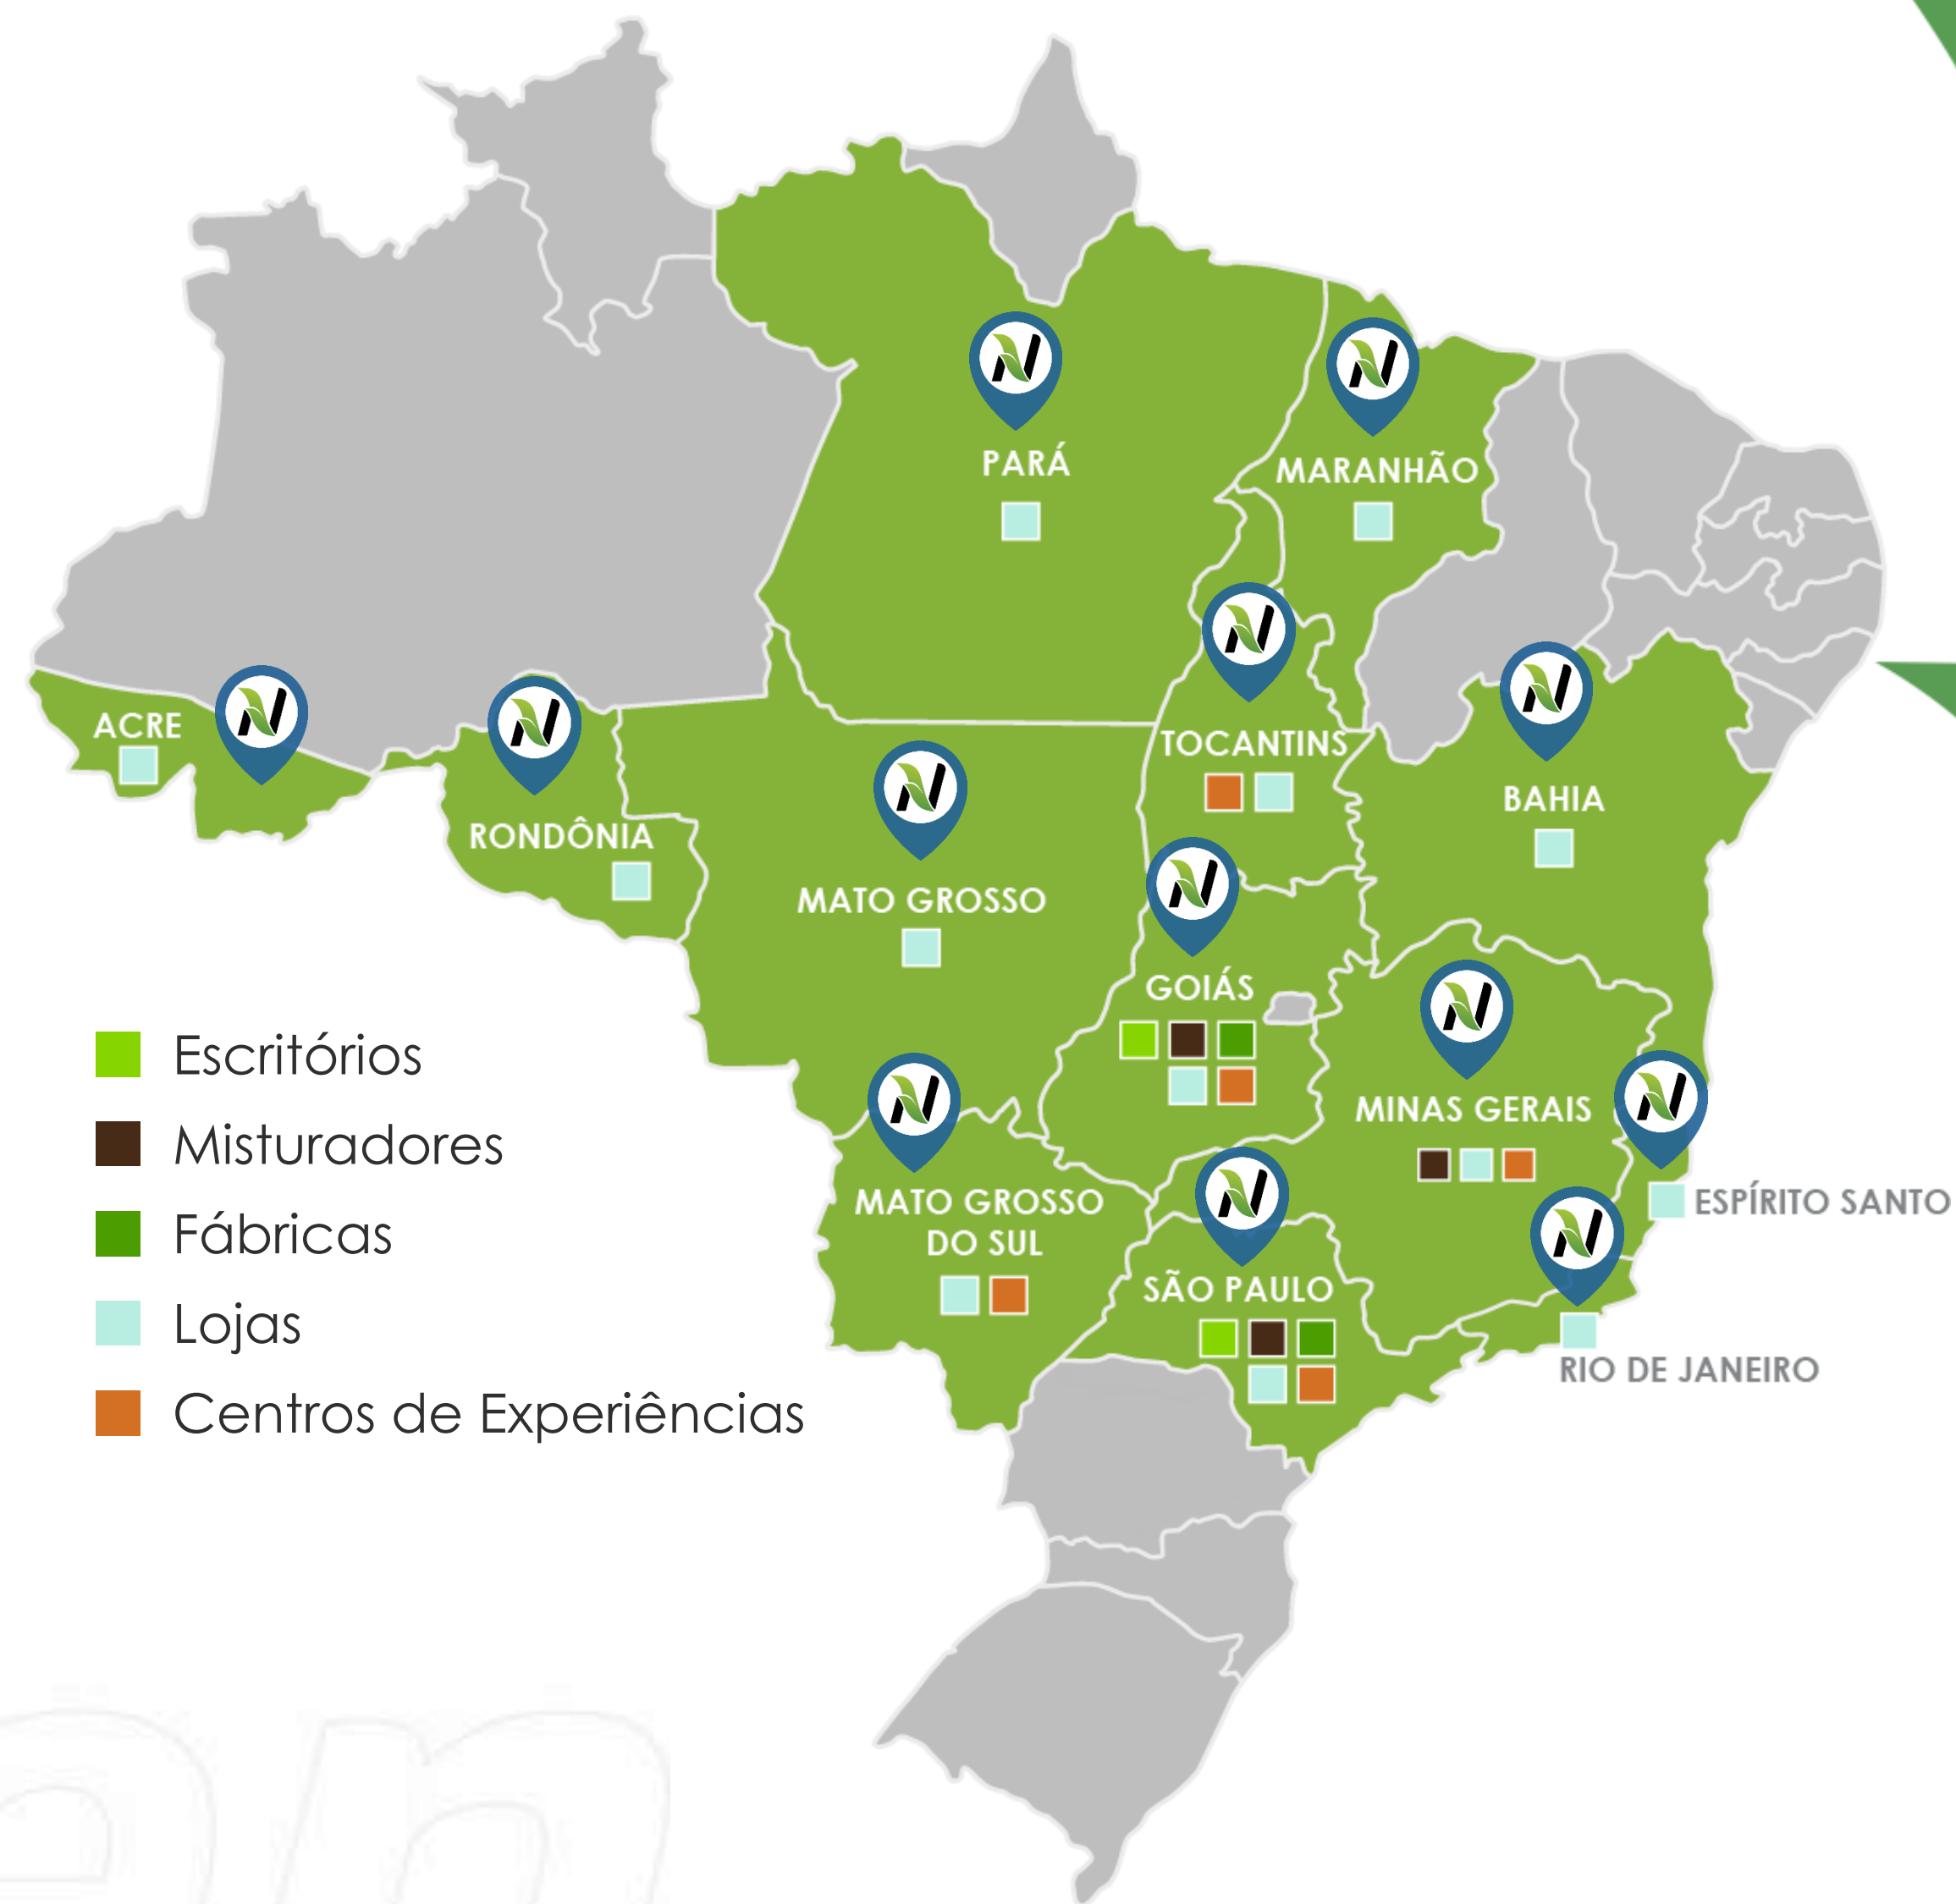 PARÁ
MARANHÃO
ACRE
TOCANTINS
BAHIA
RONDÔNIA
MATO GROSSO
GOIÁS
MINAS GERAIS
ESPÍRITO SANTO
MATO GROSSO
DO SUL
SÃO PAULO
RIO DE JANEIRO
Escritórios
Misturadores
Fábricas
Lojas
Centros de Experiências